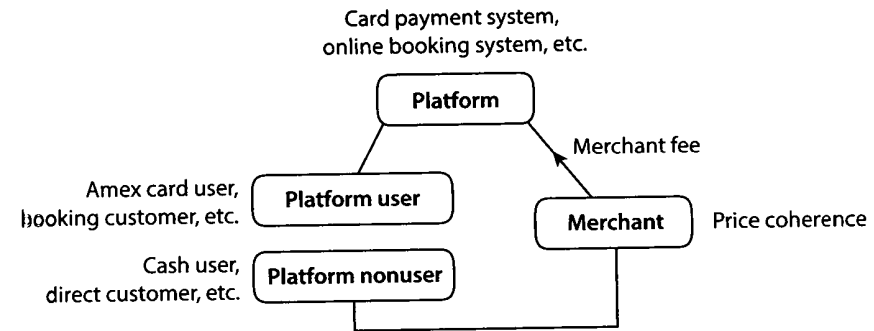 Card payment system,
online booking system, etc.
Platform
Merchant fee
Amex card user,
booking customer, etc.
Platform user
Merchant
Price coherence
Cash user,
direct customer, etc.
Platform nonuser